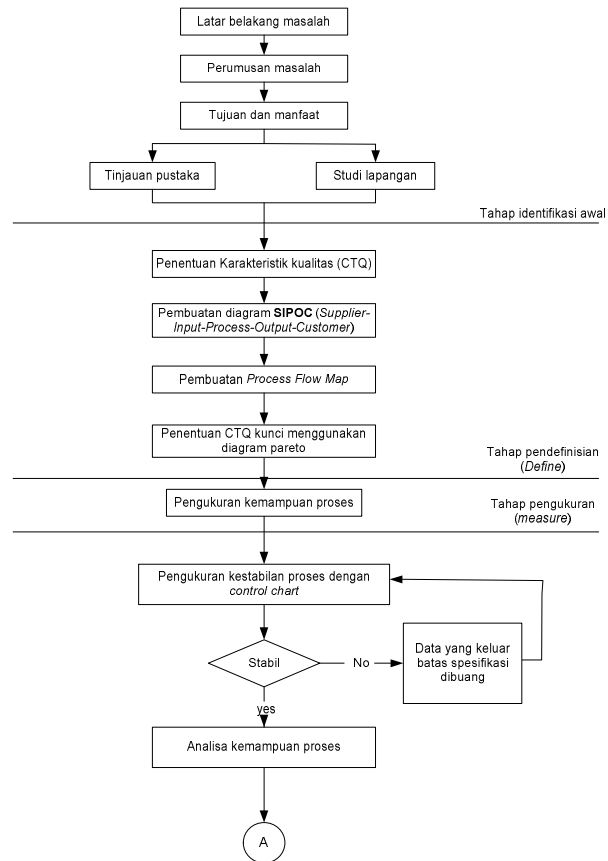 Latar belakang masalah
Perumusan masalah
Tujuan dan manfaat
Tinjauan pustaka
Studi lapangan
Tahap identifikasi awal
Penentuan Karakteristik kualitas (CTQ)
Pembuatan diagram SIPOC (Supplier-
Input-Process-Output-Customer)
Pembuatan Process Flow Map
Penentuan CTQ kunci menggunakan
diagram pareto
Tahap pendefinisian
(Define)
Pengukuran kemampuan proses
Tahap pengukuran
(measure)
Pengukuran kestabilan proses dengan
control chart
Stabil
No
Data yang keluar
batas spesifikasi
dibuang
yes
Analisa kemampuan proses
A